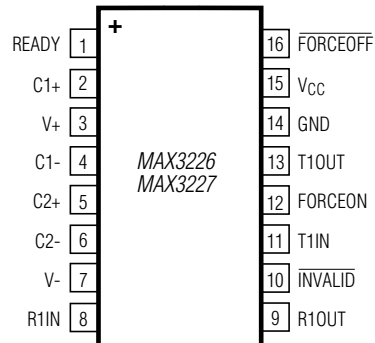 +
READY 1 16 FORCEOFF
C1+ 2 15 VCC
V+ 3 14 GND
C1- 4 MAX3226 13 T1OUT
MAX3227
C2+ 5 12 FORCEON
C2- 6 11 T1IN
V- 7 10 INVALID
R1IN 8 9 R1OUT